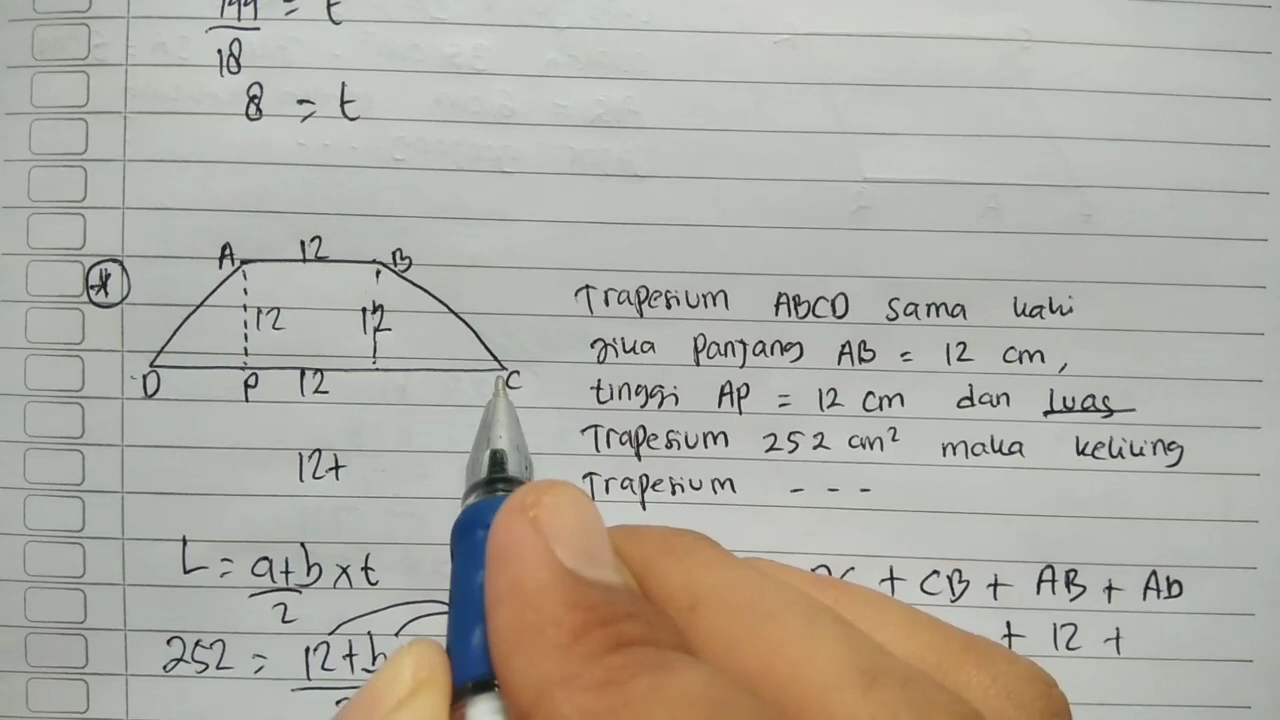 = t
18
8 = t
A 12 B
12 12
D P 12 C
Trapesium ABCD sama kaki
jika panjang AB = 12 cm,
tinggi AP = 12 cm dan Luas
Trapesium 252 cm² maka keliling
Trapesium - - -
12+
L = a+b x t
2
+ CB + AB + AD
252 = 12+b
+ 12 +